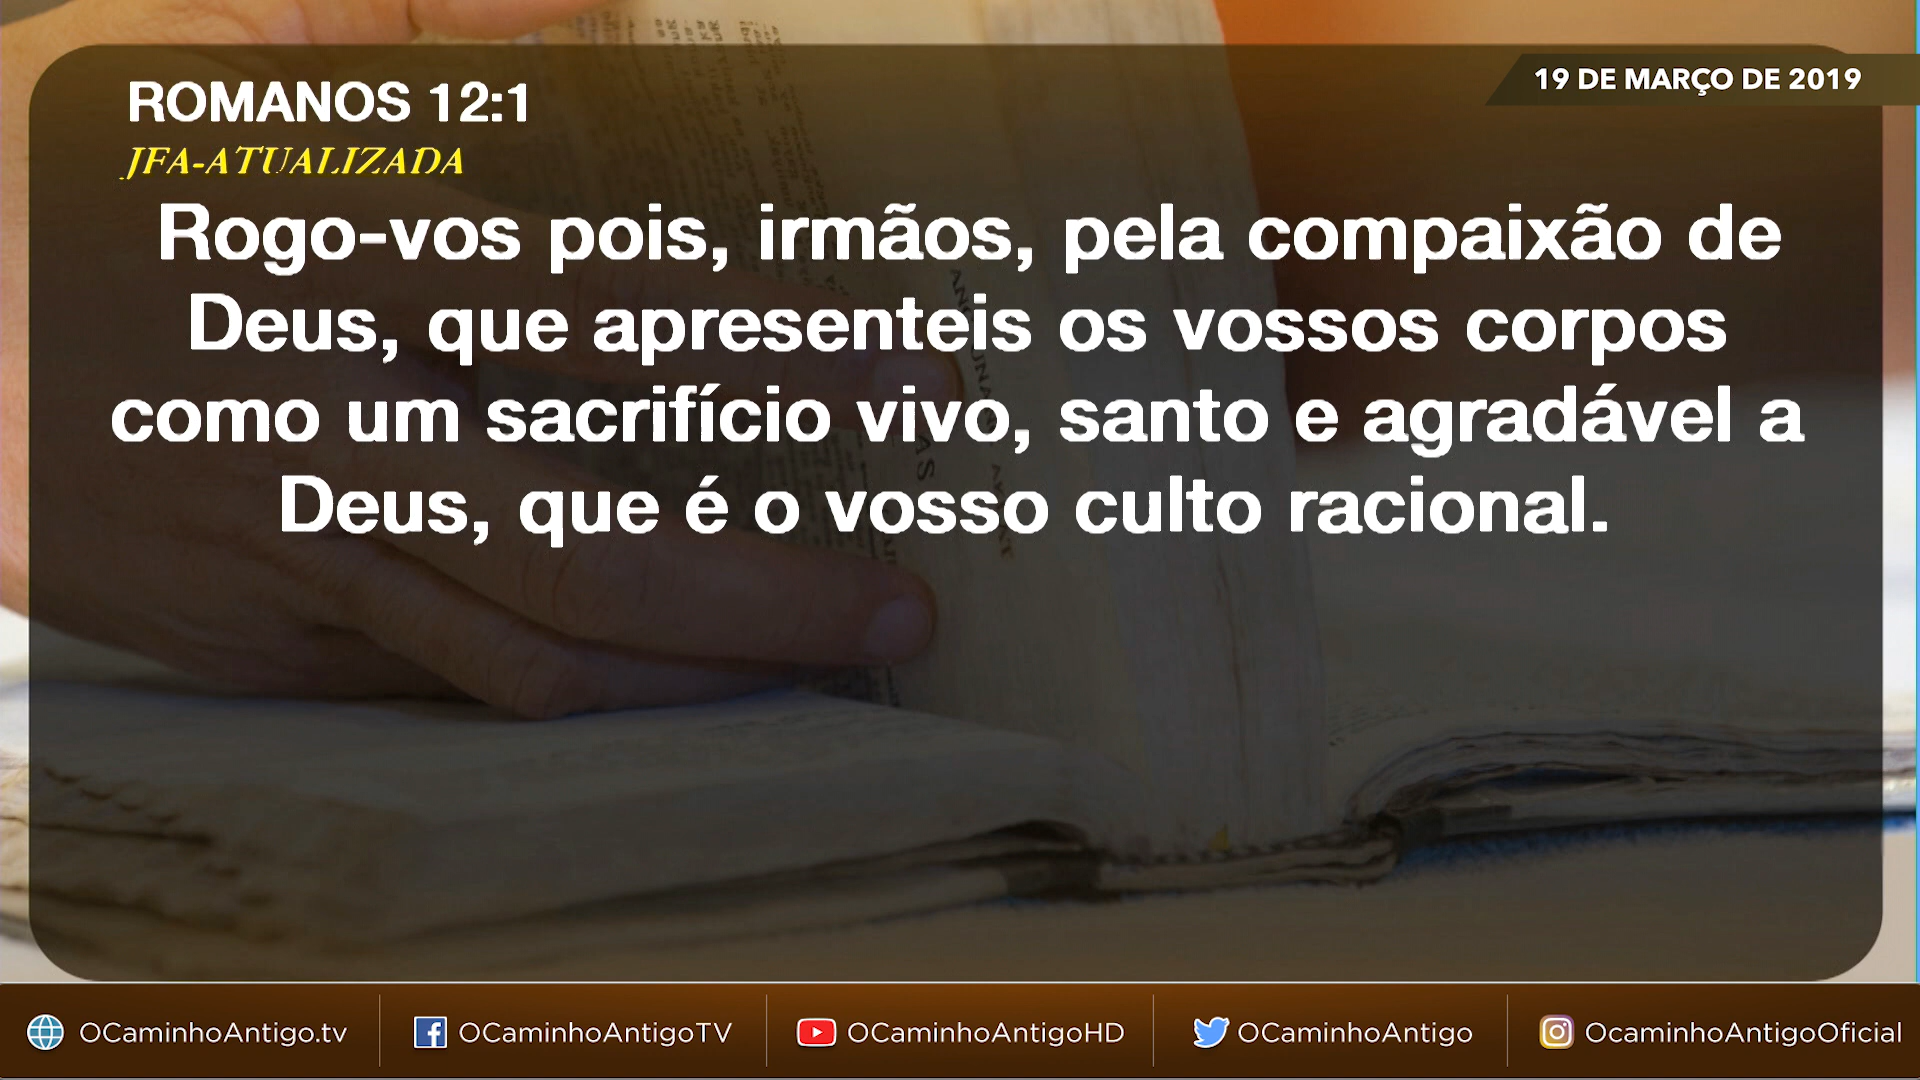 19 DE MARÇO DE 2019
ROMANOS 12:1
JFA-ATUALIZADA
Rogo-vos pois, irmãos, pela compaixão de
Deus, que apresenteis os vossos corpos
como um sacrifício vivo, santo e agradável a
Deus, que é o vosso culto racional.
OCaminhoAntigo.tv
OCaminhoAntigoTV
OCaminhoAntigoHD
OCaminhoAntigo
OcaminhoAntigoOficial